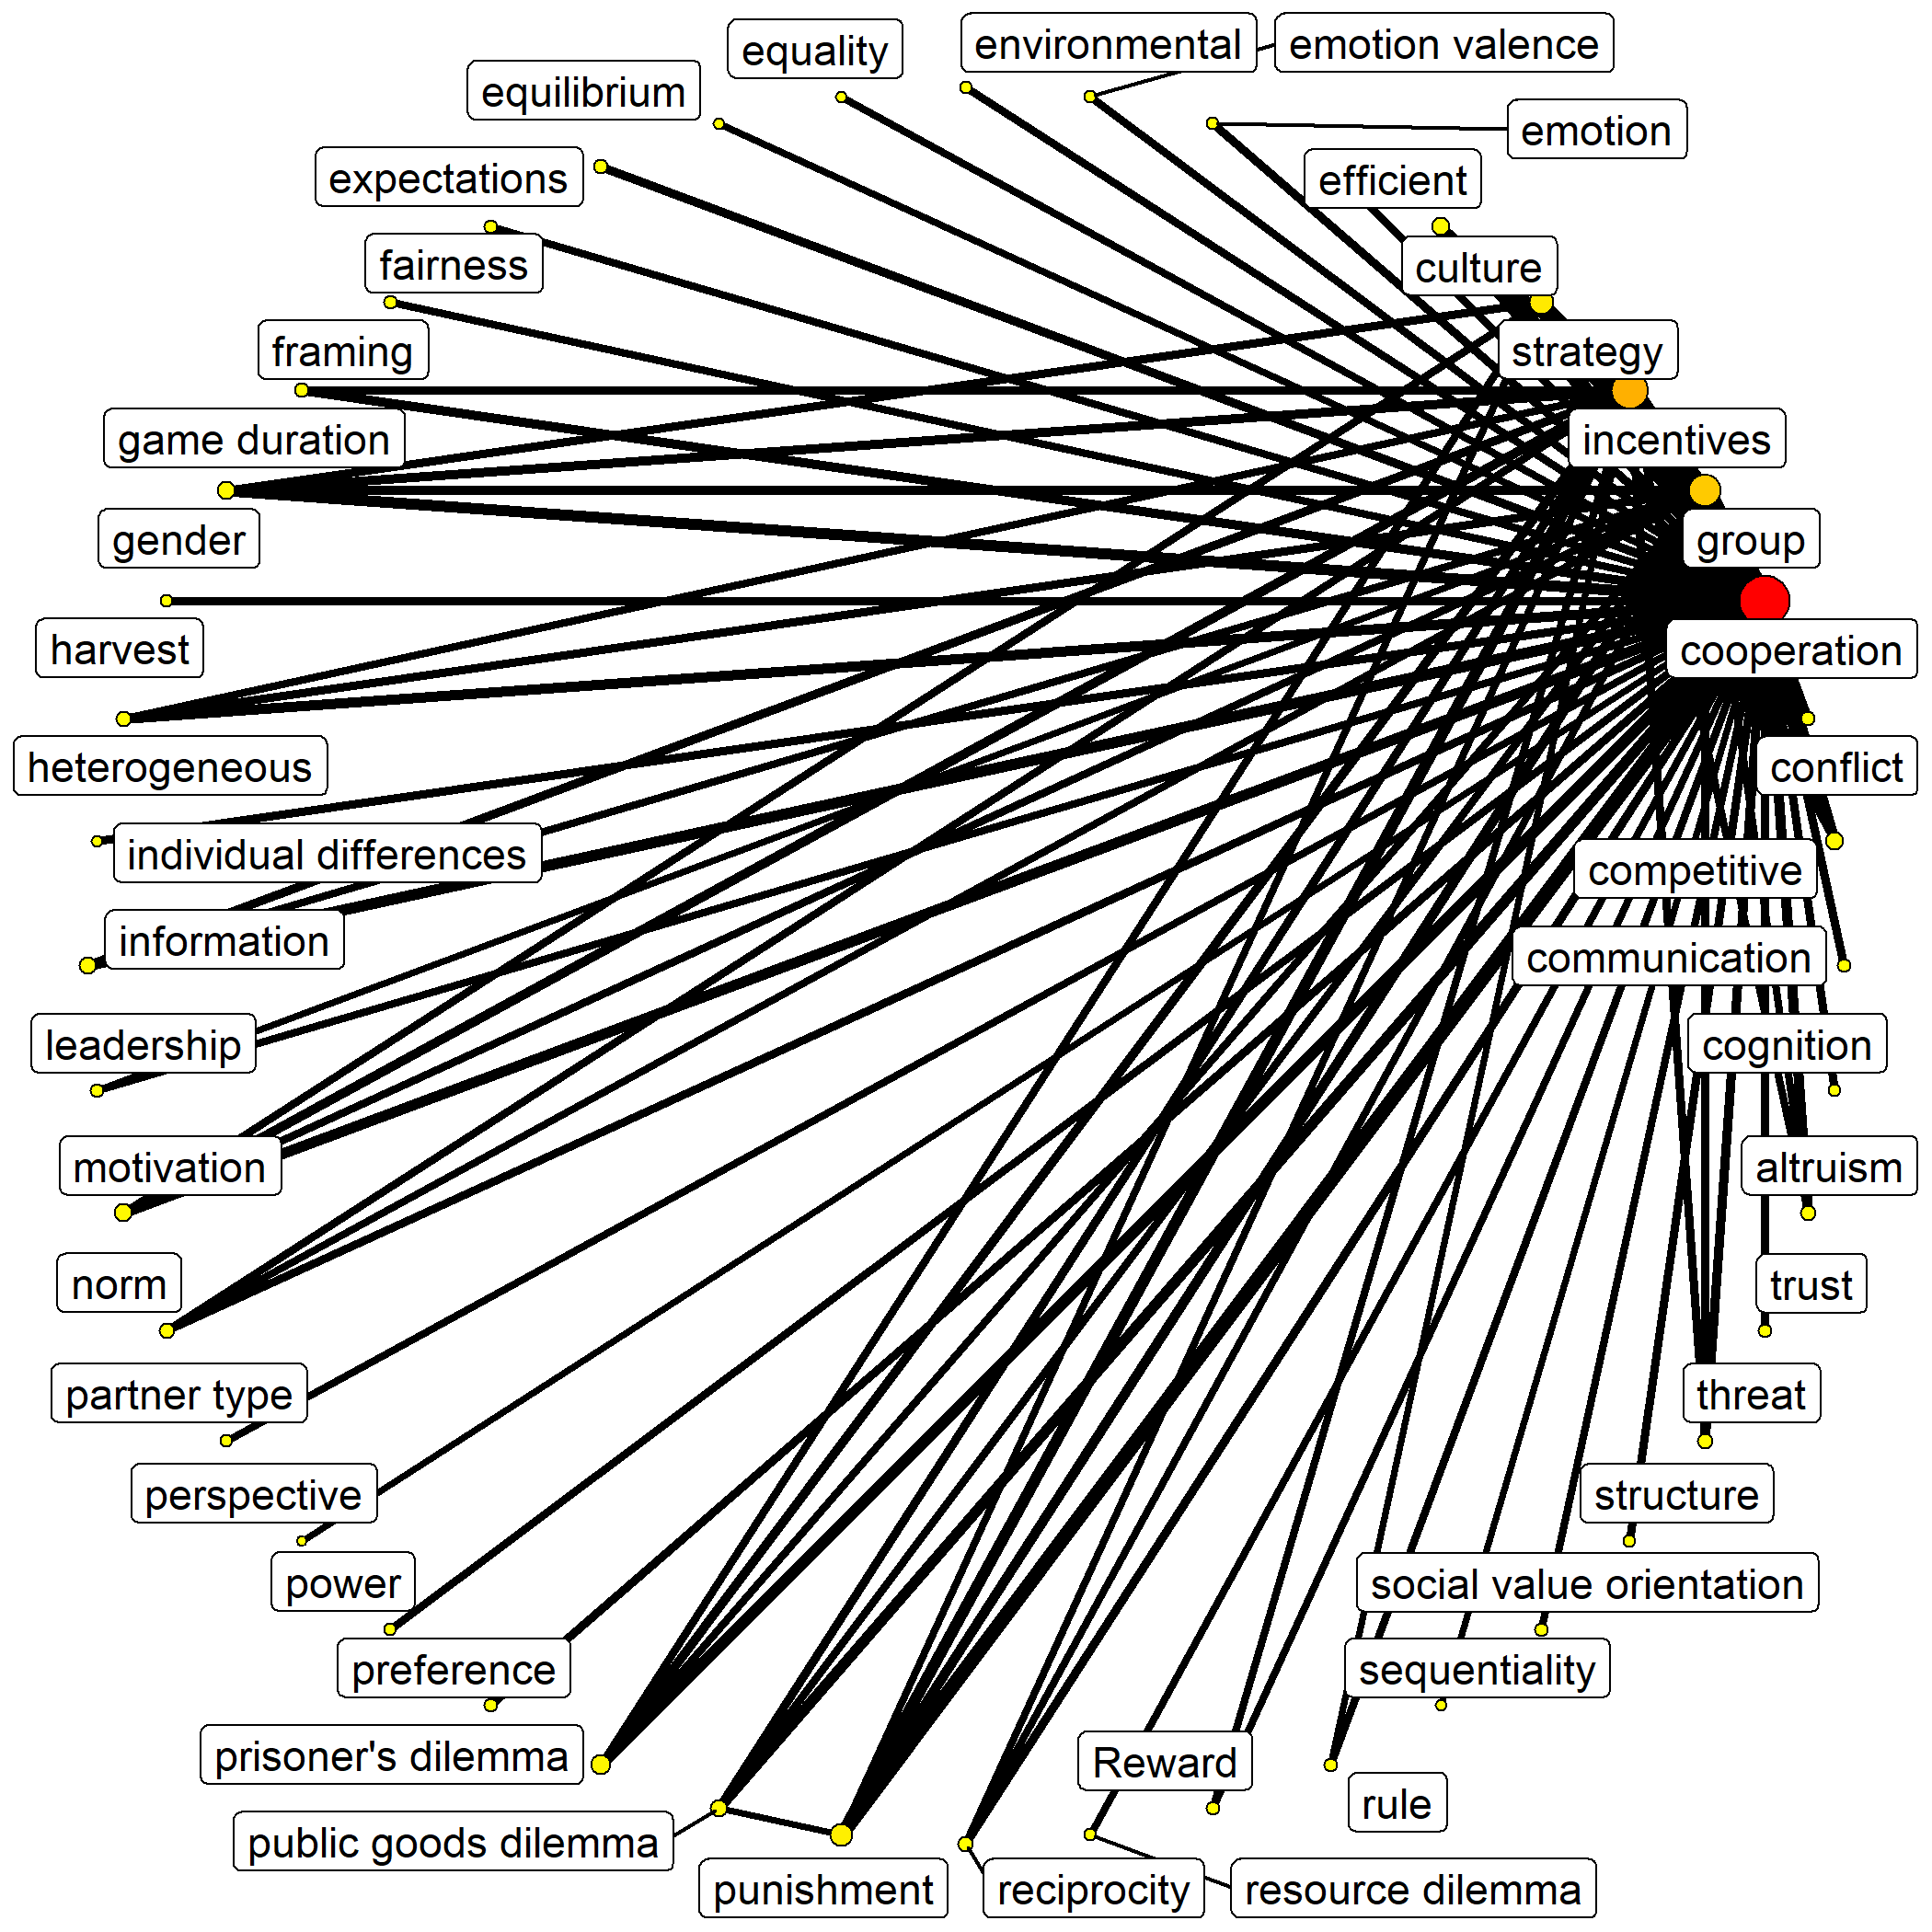 equality
environmental
emotion valence
equilibrium
emotion
expectations
efficient
fairness
culture
framing
strategy
game duration
incentives
gender
group
harvest
cooperation
heterogeneous
conflict
individual differences
competitive
information
communication
leadership
cognition
motivation
altruism
norm
trust
partner type
threat
perspective
structure
power
social value orientation
preference
sequentiality
prisoner's dilemma
Reward
rule
public goods dilemma
punishment
reciprocity
resource dilemma